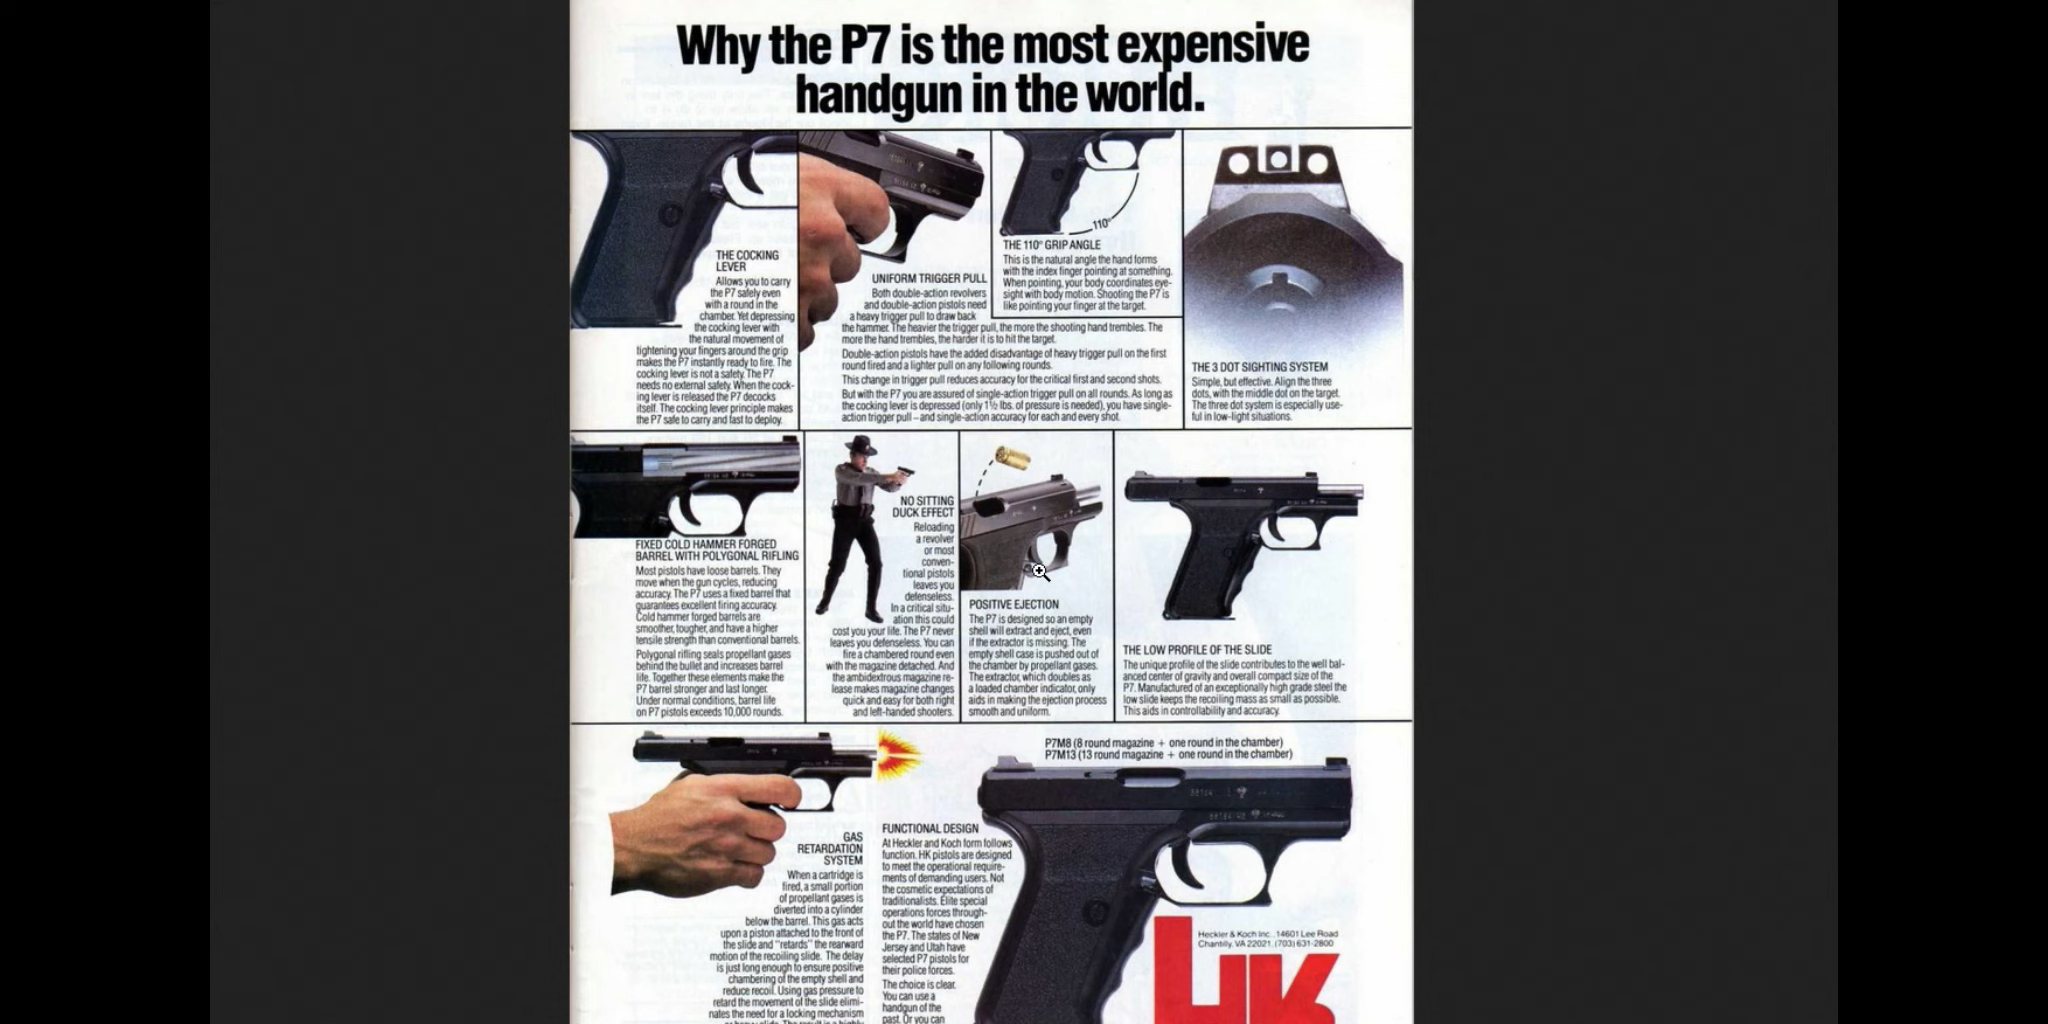 Why the P7 is the most expensive
handgun in the world.
THE COCKING
LEVER
Allows you to carry
the P7 safely even
with a round in the
chamber. Yet depressing
the cocking lever with
the natural movement of
tightening your fingers around the grip
makes the P7 instantly ready to fire. The
cocking lever is not a safety. The P7
needs no external safety. When the cock-
ing lever is released the P7 decocks
itself. The cocking lever principle makes
the P7 safe to carry and fast to deploy.
UNIFORM TRIGGER PULL
Both double-action revolvers
and double-action pistols need
a heavy trigger pull to draw back
the hammer. The heavier the trigger pull, the more the shooting hand trembles. The
more the hand trembles, the harder it is to hit the target.
Double-action pistols have the added disadvantage of heavy trigger pull on the first
round fired and a lighter pull on any following rounds.
This change in trigger pull reduces accuracy for the critical first and second shots.
But with the P7 you are assured of single-action trigger pull on all rounds. As long as
the cocking lever is depressed (only 1½ lbs. of pressure is needed), you have single-
action trigger pull – and single-action accuracy for each and every shot.
110°
THE 110° GRIP ANGLE
This is the natural angle the hand forms
with the index finger pointing at something.
When pointing, your body coordinates eye-
sight with body motion. Shooting the P7 is
like pointing your finger at the target.
THE 3 DOT SIGHTING SYSTEM
Simple, but effective. Align the three
dots, with the middle dot on the target.
The three dot system is especially use-
ful in low-light situations.
FIXED COLD HAMMER FORGED
BARREL WITH POLYGONAL RIFLING
Most pistols have loose barrels. They
move when the gun cycles, reducing
accuracy. The P7 uses a fixed barrel that
guarantees excellent firing accuracy.
Cold hammer forged barrels are
smoother, tougher, and have a higher
tensile strength than conventional barrels.
Polygonal rifling seals propellant gases
behind the bullet and increases barrel
life. Together these elements make the
P7 barrel stronger and last longer.
Under normal conditions, barrel life
on P7 pistols exceeds 10,000 rounds.
NO SITTING
DUCK EFFECT
Reloading
a revolver
or most
conven-
tional pistols
leaves you
defenseless.
In a critical situ-
ation this could
cost you your life. The P7 never
leaves you defenseless. You can
fire a chambered round even
with the magazine detached. And
the ambidextrous magazine re-
lease makes magazine changes
quick and easy for both right
and left-handed shooters.
POSITIVE EJECTION
The P7 is designed so an empty
shell will extract and eject, even
if the extractor is missing. The
empty shell case is pushed out of
the chamber by propellant gases.
The extractor, which doubles as
a loaded chamber indicator, only
aids in making the ejection process
smooth and uniform.
THE LOW PROFILE OF THE SLIDE
The unique profile of the slide contributes to the well bal-
anced center of gravity and overall compact size of the
P7. Manufactured of an exceptionally high grade steel the
low slide keeps the recoiling mass as small as possible.
This aids in controllability and accuracy.
GAS
RETARDATION
SYSTEM
When a cartridge is
fired, a small portion
of propellant gases is
diverted into a cylinder
below the barrel. This gas acts
upon a piston attached to the front of
the slide and "retards" the rearward
motion of the recoiling slide. The delay
is just long enough to ensure positive
chambering of the empty shell and
reduce recoil. Using gas pressure to
retard the movement of the slide elimi-
nates the need for a locking mechanism
FUNCTIONAL DESIGN
At Heckler and Koch form follows
function. HK pistols are designed
to meet the operational require-
ments of demanding users. Not
the cosmetic expectations of
traditionalists. Elite special
operations forces through-
out the world have chosen
the P7. The states of New
Jersey and Utah have
selected P7 pistols for
their police forces.
The choice is clear.
You can use a
handgun of the
past. Or you can
P7M8 (8 round magazine + one round in the chamber)
P7M13 (13 round magazine + one round in the chamber)
Heckler & Koch Inc., 14601 Lee Road
Chantilly, VA 22021, (703) 631-2800
HK